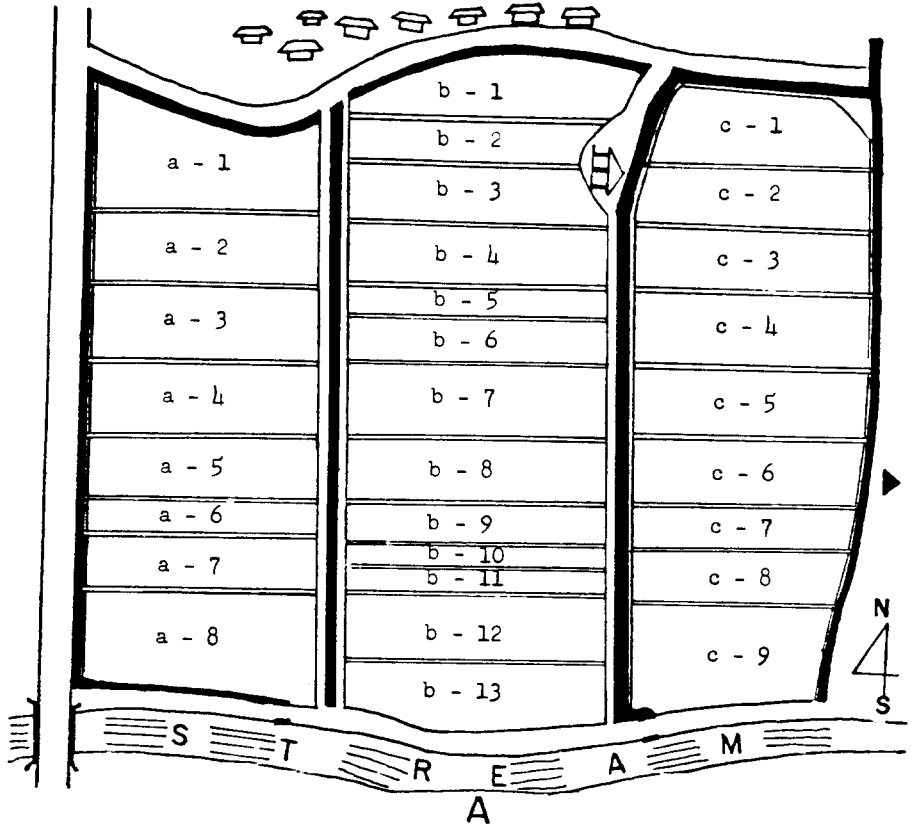 a - 1
a - 2
a - 3
a - 4
a - 5
a - 6
a - 7
a - 8
b - 1
b - 2
b - 3
b - 4
b - 5
b - 6
b - 7
b - 8
b - 9
b - 10
b - 11
b - 12
b - 13
c - 1
c - 2
c - 3
c - 4
c - 5
c - 6
c - 7
c - 8
c - 9
N
S
STREAM
A